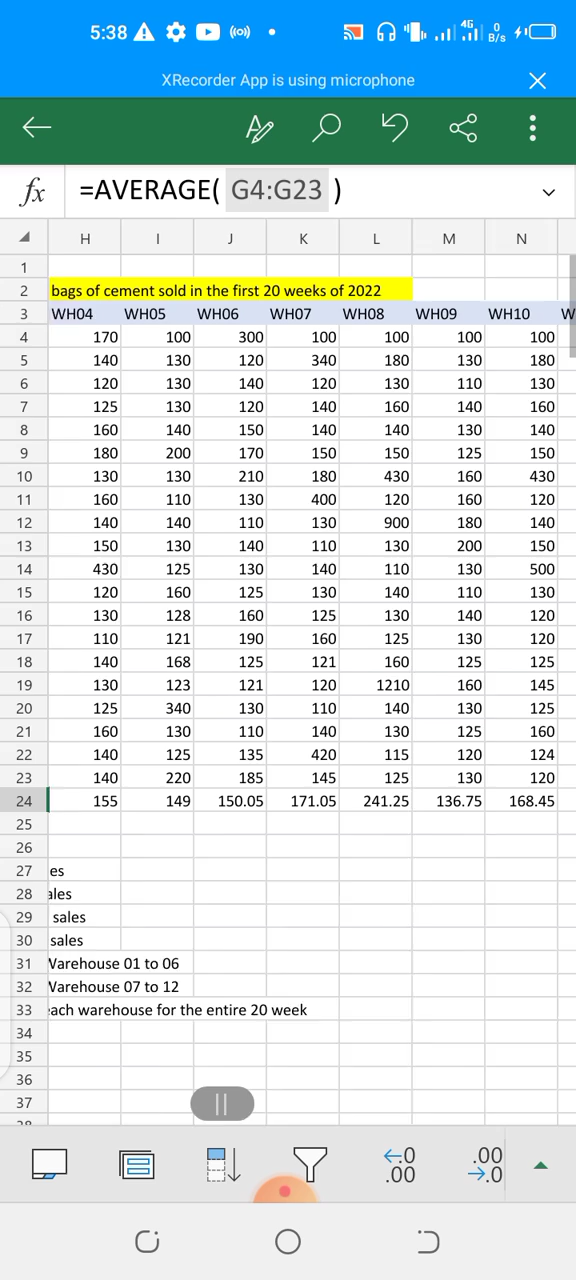 5:38 4G 0 B/s
XRecorder App is using microphone
fx =AVERAGE( G4:G23 )
H I J K L M N
1
2 bags of cement sold in the first 20 weeks of 2022
3 WH04 WH05 WH06 WH07 WH08 WH09 WH10 W
4 170 100 300 100 100 100 100
5 140 130 120 340 180 130 180
6 120 130 140 120 130 110 130
7 125 130 120 140 160 140 160
8 160 140 150 140 140 130 140
9 180 200 170 150 150 125 150
10 130 130 210 180 430 160 430
11 160 110 130 400 120 160 120
12 140 140 110 130 900 180 140
13 150 130 140 110 130 200 150
14 430 125 130 140 110 130 500
15 120 160 125 130 140 110 130
16 130 128 160 125 130 140 120
17 110 121 190 160 125 130 120
18 140 168 125 121 160 125 125
19 130 123 121 120 1210 160 145
20 125 340 130 110 140 130 125
21 160 130 110 140 130 125 160
22 140 125 135 420 115 120 124
23 140 220 185 145 125 130 120
24 155 149 150.05 171.05 241.25 136.75 168.45
25
26
27 es
28 ales
29 sales
30 sales
31 Warehouse 01 to 06
32 Warehouse 07 to 12
33 each warehouse for the entire 20 week
34
35
36
37
←.0 .00
.00 →.0